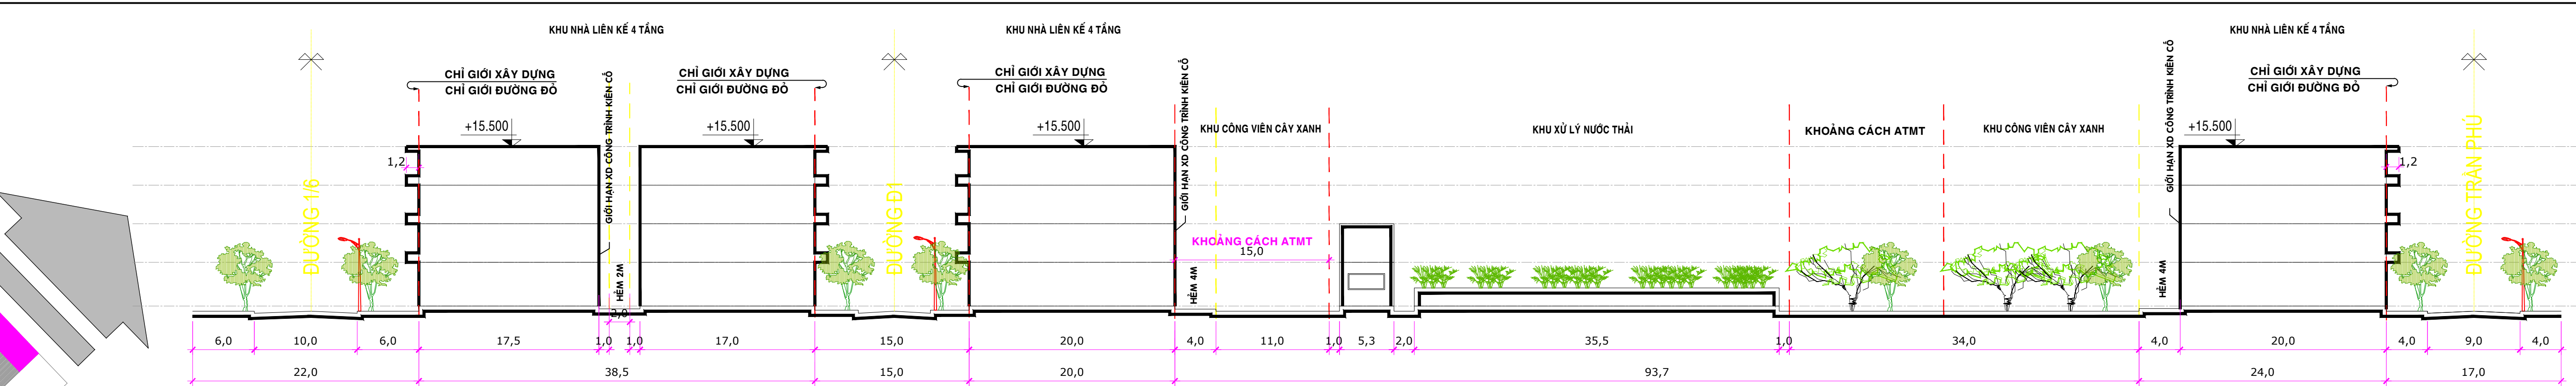 KHU NHÀ LIÊN KẾ 4 TẦNG
KHU NHÀ LIÊN KẾ 4 TẦNG
KHU NHÀ LIÊN KẾ 4 TẦNG
CHỈ GIỚI XÂY DỰNG
CHỈ GIỚI ĐƯỜNG ĐỎ
CHỈ GIỚI XÂY DỰNG
CHỈ GIỚI ĐƯỜNG ĐỎ
CHỈ GIỚI XÂY DỰNG
CHỈ GIỚI ĐƯỜNG ĐỎ
CHỈ GIỚI XÂY DỰNG
CHỈ GIỚI ĐƯỜNG ĐỎ
GIỚI HẠN XD CÔNG TRÌNH KIÊN CỐ
GIỚI HẠN XD CÔNG TRÌNH KIÊN CỐ
GIỚI HẠN XD CÔNG TRÌNH KIÊN CỐ
+15.500
+15.500
+15.500
+15.500
KHU CÔNG VIÊN CÂY XANH
KHU XỬ LÝ NƯỚC THẢI
KHOẢNG CÁCH ATMT
KHU CÔNG VIÊN CÂY XANH
1,2
1,2
ĐƯỜNG 1/6
ĐƯỜNG Đ1
ĐƯỜNG TRẦN PHÚ
KHOẢNG CÁCH ATMT
15,0
HẺM 2M
HẺM 4M
HẺM 4M
2,0
6,0 10,0 6,0 17,5 1,0 1,0 17,0 15,0 20,0 4,0 11,0 1,0 5,3 2,0 35,5 1,0 34,0 4,0 20,0 4,0 9,0 4,0
22,0 38,5 15,0 20,0 93,7 24,0 17,0